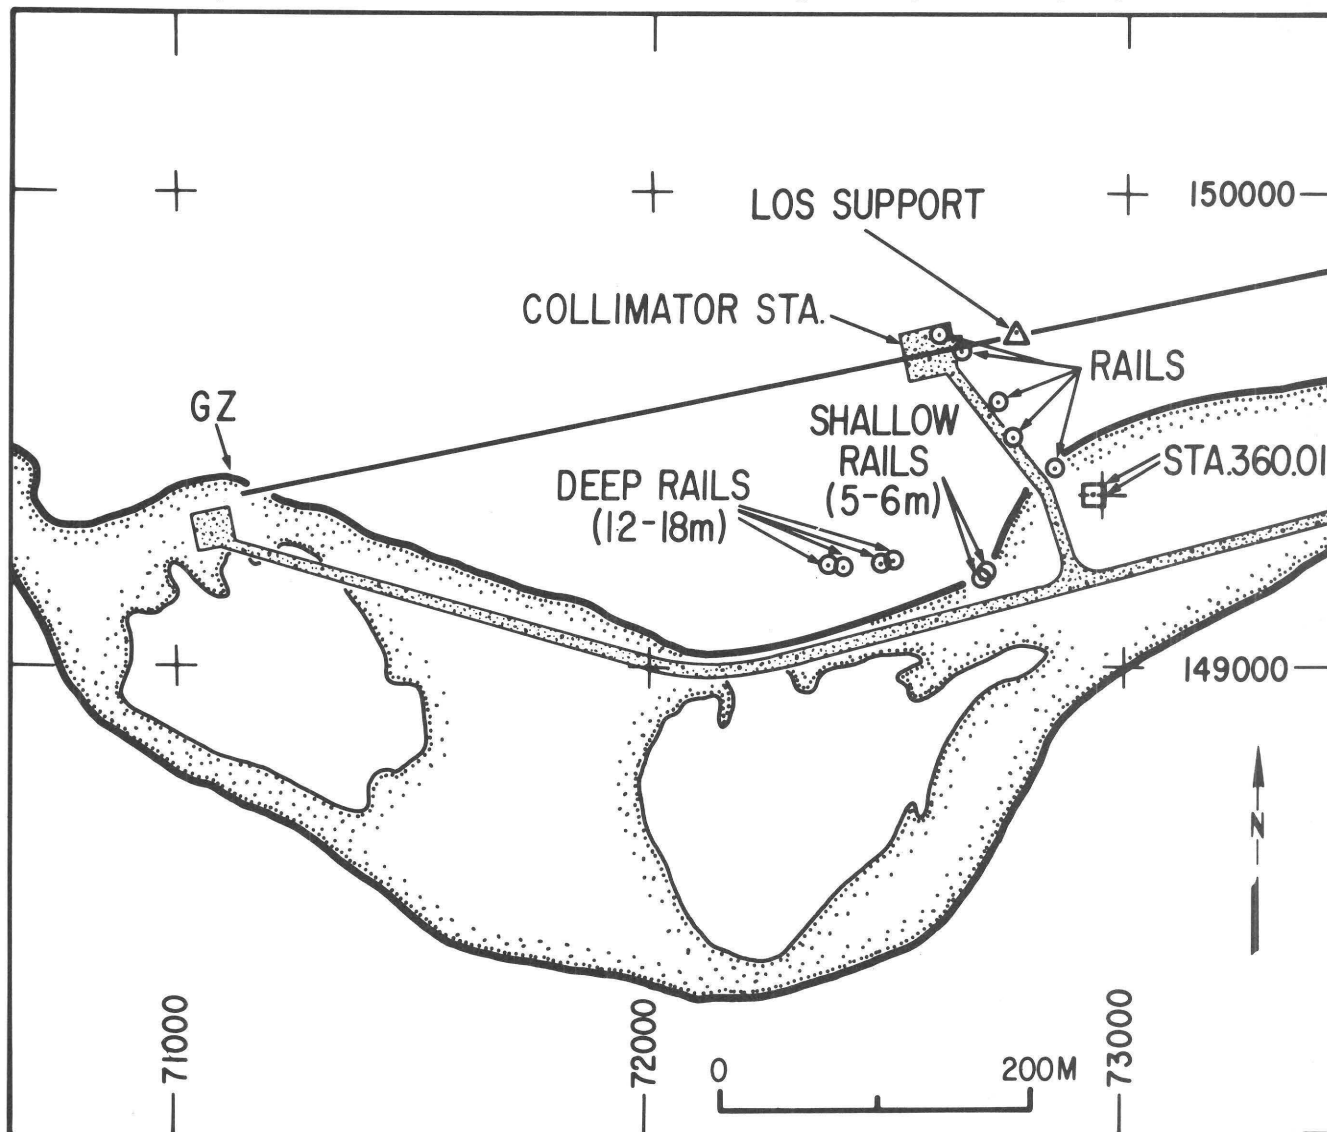 150000
LOS SUPPORT
COLLIMATOR STA.
RAILS
GZ
SHALLOW
RAILS
(5-6m)
STA.360.01
DEEP RAILS
(12-18m)
149000
N
71000
72000
73000
0
200M